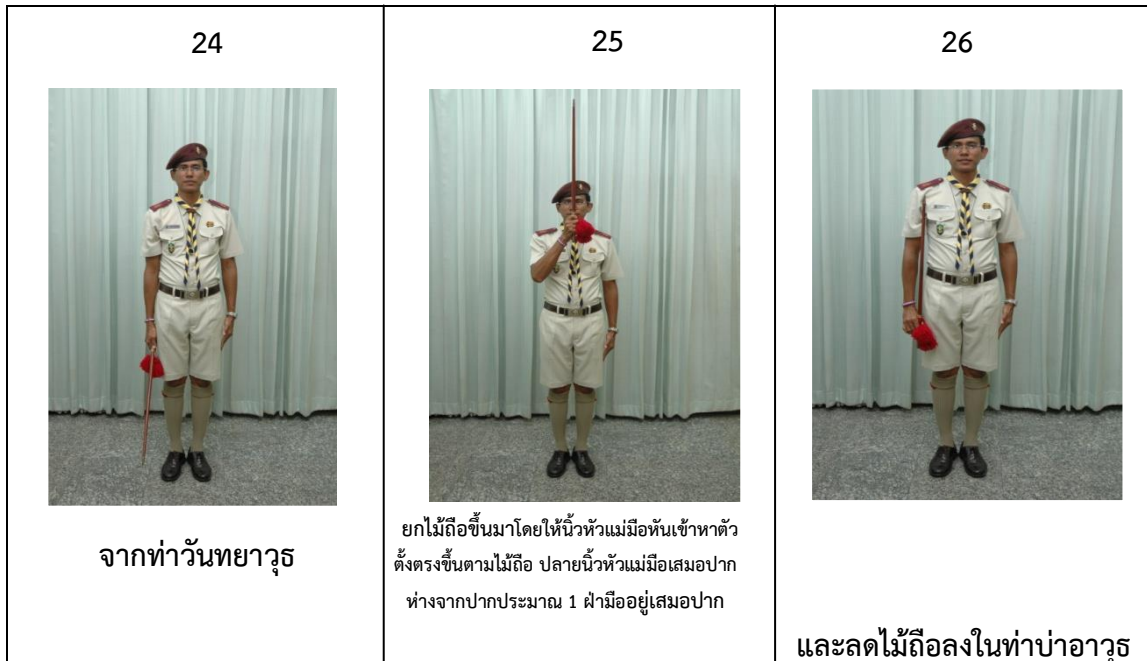 24
25
26
จากท่าวันทยาวุธ
ยกไม้ถือขึ้นมาโดยให้นิ้วหัวแม่มือหันเข้าหาตัว
ตั้งตรงขึ้นตามไม้ถือ ปลายนิ้วหัวแม่มือเสมอปาก
ห่างจากปากประมาณ 1 ฝ่ามืออยู่เสมอปาก
และลดไม้ถือลงในท่าบ่าอาวุธ